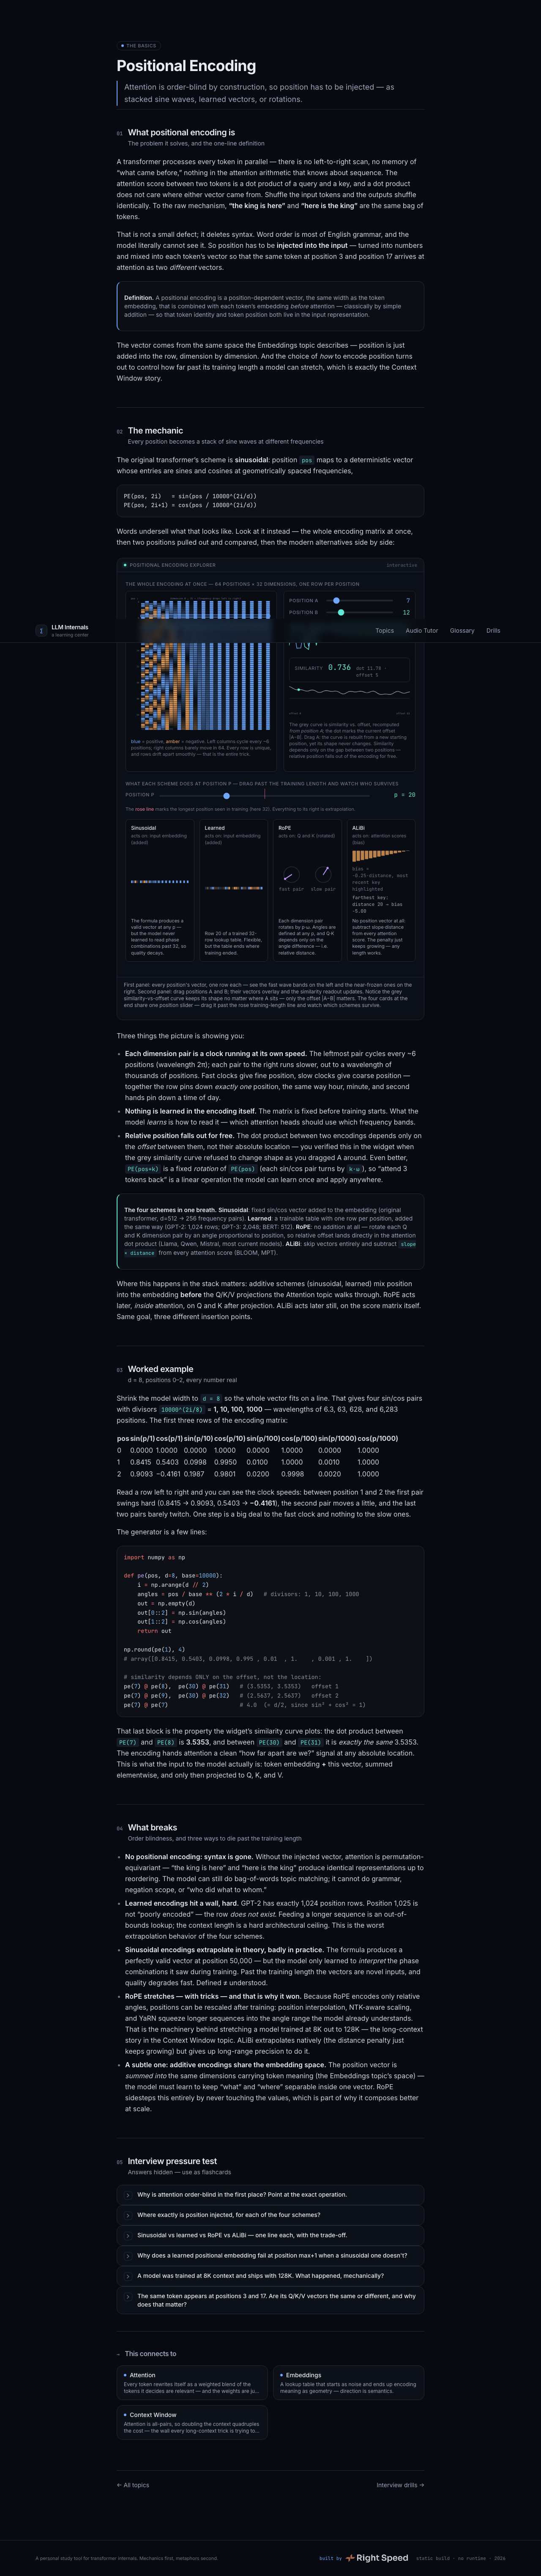 THE BASICS
Positional Encoding
Attention is order-blind by construction, so position has to be injected — as
stacked sine waves, learned vectors, or rotations.
01 What positional encoding is
The problem it solves, and the one-line definition
A transformer processes every token in parallel — there is no left-to-right scan, no memory of
“what came before,” nothing in the attention arithmetic that knows about sequence. The
attention score between two tokens is a dot product of a query and a key, and a dot product
does not care where either vector came from. Shuffle the input tokens and the outputs shuffle
identically. To the raw mechanism, “the king is here” and “here is the king” are the same bag of
tokens.
That is not a small defect; it deletes syntax. Word order is most of English grammar, and the
model literally cannot see it. So position has to be injected into the input — turned into numbers
and mixed into each token’s vector so that the same token at position 3 and position 17 arrives at
attention as two different vectors.
Definition. A positional encoding is a position-dependent vector, the same width as the token
embedding, that is combined with each token’s embedding before attention — classically by simple
addition — so that token identity and token position both live in the input representation.
The vector comes from the same space the Embeddings topic describes — position is just
added into the row, dimension by dimension. And the choice of how to encode position turns
out to control how far past its training length a model can stretch, which is exactly the Context
Window story.
02 The mechanic
Every position becomes a stack of sine waves at different frequencies
The original transformer’s scheme is sinusoidal: position pos maps to a deterministic vector
whose entries are sines and cosines at geometrically spaced frequencies,
PE(pos, 2i) = sin(pos / 10000^(2i/d))
PE(pos, 2i+1) = cos(pos / 10000^(2i/d))
Words undersell what that looks like. Look at it instead — the whole encoding matrix at once,
then two positions pulled out and compared, then the modern alternatives side by side:
POSITIONAL ENCODING EXPLORER interactive
THE WHOLE ENCODING AT ONCE — 64 POSITIONS × 32 DIMENSIONS, ONE ROW PER POSITION
POSITION A 7
POSITION B 12
LLM Internals
a learning center
Topics Audio Tutor Glossary Drills
SIMILARITY 0.736 dot 11.78 ·
offset 5
blue = positive, amber = negative. Left columns cycle every ~6
positions; right columns barely move in 64. Every row is unique,
and rows drift apart smoothly — that is the entire trick.
The grey curve is similarity vs. offset, recomputed
from position A; the dot marks the current offset
|A−B|. Drag A: the curve is rebuilt from a new starting
position, yet its shape never changes. Similarity
depends only on the gap between two positions —
relative position falls out of the encoding for free.
WHAT EACH SCHEME DOES AT POSITION P — DRAG PAST THE TRAINING LENGTH AND WATCH WHO SURVIVES
POSITION P p = 20
The rose line marks the longest position seen in training (here 32). Everything to its right is extrapolation.
Sinusoidal
acts on: input embedding
(added)
The formula produces a
valid vector at any p —
but the model never
learned to read phase
combinations past 32, so
quality decays.
Learned
acts on: input embedding
(added)
Row 20 of a trained 32-
row lookup table. Flexible,
but the table ends where
training ended.
RoPE
acts on: Q and K (rotated)
fast pair slow pair
Each dimension pair
rotates by p·ω. Angles are
defined at any p, and Q·K
depends only on the
angle difference — i.e.
relative distance.
ALiBi
acts on: attention scores
(bias)
bias =
-0.25·distance, most
recent key
highlighted
farthest key:
distance 20 → bias
-5.00
No position vector at all:
subtract slope·distance
from every attention
score. The penalty just
keeps growing — any
length works.
First panel: every position’s vector, one row each — see the fast wave bands on the left and the near-frozen ones on the
right. Second panel: drag positions A and B; their vectors overlay and the similarity readout updates. Notice the grey
similarity-vs-offset curve keeps its shape no matter where A sits — only the offset |A−B| matters. The four cards at the
end share one position slider — drag it past the rose training-length line and watch which schemes survive.
Three things the picture is showing you:
• Each dimension pair is a clock running at its own speed. The leftmost pair cycles every ~6
positions (wavelength 2π); each pair to the right runs slower, out to a wavelength of
thousands of positions. Fast clocks give fine position, slow clocks give coarse position —
together the row pins down exactly one position, the same way hour, minute, and second
hands pin down a time of day.
• Nothing is learned in the encoding itself. The matrix is fixed before training starts. What the
model learns is how to read it — which attention heads should use which frequency bands.
• Relative position falls out for free. The dot product between two encodings depends only on
the offset between them, not their absolute location — you verified this in the widget when
the grey similarity curve refused to change shape as you dragged A around. Even better,
PE(pos+k) is a fixed rotation of PE(pos) (each sin/cos pair turns by k·ω ), so “attend 3
tokens back” is a linear operation the model can learn once and apply anywhere.
The four schemes in one breath. Sinusoidal: fixed sin/cos vector added to the embedding (original
transformer, d=512 → 256 frequency pairs). Learned: a trainable table with one row per position, added
the same way (GPT-2: 1,024 rows; GPT-3: 2,048; BERT: 512). RoPE: no addition at all — rotate each Q
and K dimension pair by an angle proportional to position, so relative offset lands directly in the attention
dot product (Llama, Qwen, Mistral, most current models). ALiBi: skip vectors entirely and subtract slope
× distance from every attention score (BLOOM, MPT).
Where this happens in the stack matters: additive schemes (sinusoidal, learned) mix position
into the embedding before the Q/K/V projections the Attention topic walks through. RoPE acts
later, inside attention, on Q and K after projection. ALiBi acts later still, on the score matrix itself.
Same goal, three different insertion points.
03 Worked example
d = 8, positions 0–2, every number real
Shrink the model width to d = 8 so the whole vector fits on a line. That gives four sin/cos pairs
with divisors 10000^(2i/8) = 1, 10, 100, 1000 — wavelengths of 6.3, 63, 628, and 6,283
positions. The first three rows of the encoding matrix:
pos sin(p/1) cos(p/1) sin(p/10) cos(p/10) sin(p/100) cos(p/100) sin(p/1000) cos(p/1000)
0 0.0000 1.0000 0.0000 1.0000 0.0000 1.0000 0.0000 1.0000
1 0.8415 0.5403 0.0998 0.9950 0.0100 1.0000 0.0010 1.0000
2 0.9093 −0.4161 0.1987 0.9801 0.0200 0.9998 0.0020 1.0000
Read a row left to right and you can see the clock speeds: between position 1 and 2 the first pair
swings hard (0.8415 → 0.9093, 0.5403 → −0.4161), the second pair moves a little, and the last
two pairs barely twitch. One step is a big deal to the fast clock and nothing to the slow ones.
The generator is a few lines:
import numpy as np
def pe(pos, d=8, base=10000):
i = np.arange(d // 2)
angles = pos / base ** (2 * i / d) # divisors: 1, 10, 100, 1000
out = np.empty(d)
out[0::2] = np.sin(angles)
out[1::2] = np.cos(angles)
return out
np.round(pe(1), 4)
# array([0.8415, 0.5403, 0.0998, 0.995 , 0.01 , 1. , 0.001 , 1. ])
# similarity depends ONLY on the offset, not the location:
pe(7) @ pe(8), pe(30) @ pe(31) # (3.5353, 3.5353) offset 1
pe(7) @ pe(9), pe(30) @ pe(32) # (2.5637, 2.5637) offset 2
pe(7) @ pe(7) # 4.0 (= d/2, since sin² + cos² = 1)
That last block is the property the widget’s similarity curve plots: the dot product between
PE(7) and PE(8) is 3.5353, and between PE(30) and PE(31) it is exactly the same 3.5353.
The encoding hands attention a clean “how far apart are we?” signal at any absolute location.
This is what the input to the model actually is: token embedding + this vector, summed
elementwise, and only then projected to Q, K, and V.
04 What breaks
Order blindness, and three ways to die past the training length
• No positional encoding: syntax is gone. Without the injected vector, attention is permutation-
equivariant — “the king is here” and “here is the king” produce identical representations up to
reordering. The model can still do bag-of-words topic matching; it cannot do grammar,
negation scope, or “who did what to whom.”
• Learned encodings hit a wall, hard. GPT-2 has exactly 1,024 position rows. Position 1,025 is
not “poorly encoded” — the row does not exist. Feeding a longer sequence is an out-of-
bounds lookup; the context length is a hard architectural ceiling. This is the worst
extrapolation behavior of the four schemes.
• Sinusoidal encodings extrapolate in theory, badly in practice. The formula produces a
perfectly valid vector at position 50,000 — but the model only learned to interpret the phase
combinations it saw during training. Past the training length the vectors are novel inputs, and
quality degrades fast. Defined ≠ understood.
• RoPE stretches — with tricks — and that is why it won. Because RoPE encodes only relative
angles, positions can be rescaled after training: position interpolation, NTK-aware scaling,
and YaRN squeeze longer sequences into the angle range the model already understands.
That is the machinery behind stretching a model trained at 8K out to 128K — the long-context
story in the Context Window topic. ALiBi extrapolates natively (the distance penalty just
keeps growing) but gives up long-range precision to do it.
• A subtle one: additive encodings share the embedding space. The position vector is
summed into the same dimensions carrying token meaning (the Embeddings topic’s space) —
the model must learn to keep “what” and “where” separable inside one vector. RoPE
sidesteps this entirely by never touching the values, which is part of why it composes better
at scale.
05 Interview pressure test
Answers hidden — use as flashcards
Why is attention order-blind in the first place? Point at the exact operation.
Where exactly is position injected, for each of the four schemes?
Sinusoidal vs learned vs RoPE vs ALiBi — one line each, with the trade-off.
Why does a learned positional embedding fail at position max+1 when a sinusoidal one doesn’t?
A model was trained at 8K context and ships with 128K. What happened, mechanically?
The same token appears at positions 3 and 17. Are its Q/K/V vectors the same or different, and why
does that matter?
This connects to
Attention
Every token rewrites itself as a weighted blend of the
tokens it decides are relevant — and the weights are ju…
Embeddings
A lookup table that starts as noise and ends up encoding
meaning as geometry — direction is semantics.
Context Window
Attention is all-pairs, so doubling the context quadruples
the cost — the wall every long-context trick is trying to…
← All topics
Interview drills →
A personal study tool for transformer internals. Mechanics first, metaphors second.
built by Right Speed static build · no runtime · 2026